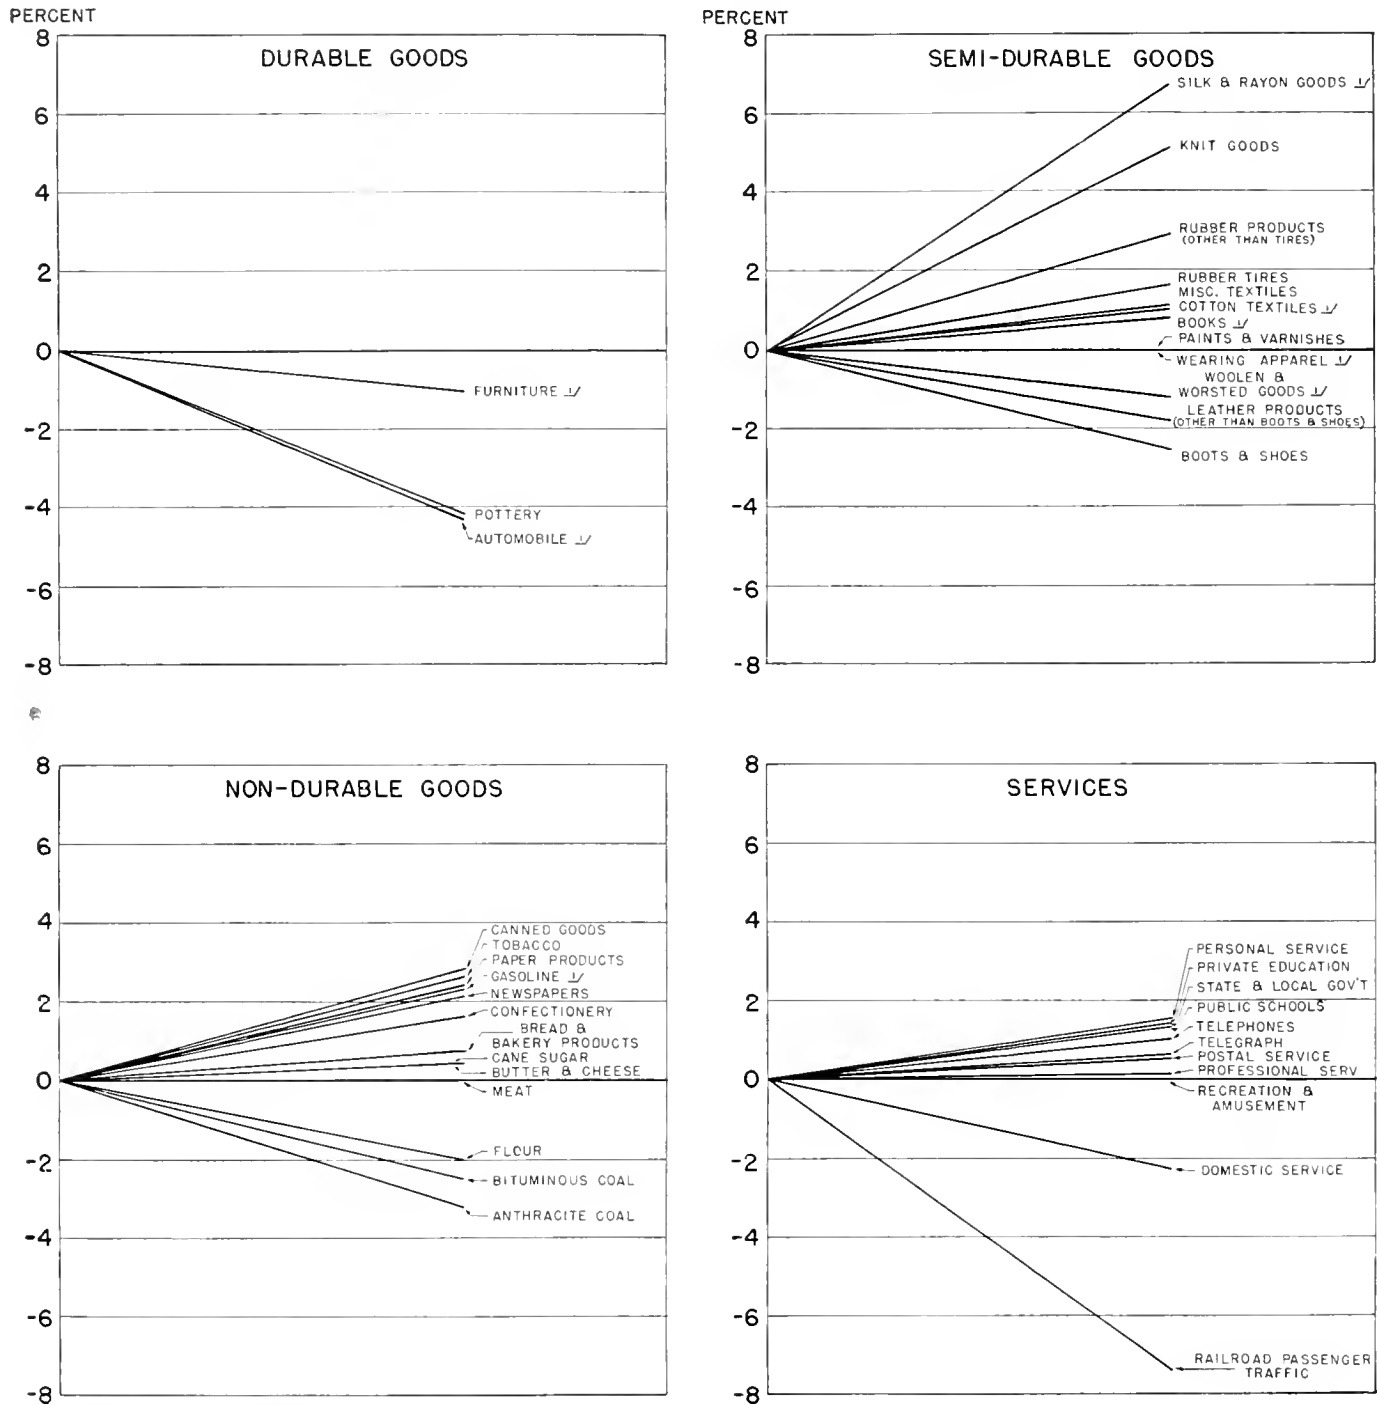 PERCENT
8
DURABLE GOODS
6
4
2
0
FURNITURE 1/
-2
-4
POTTERY
AUTOMOBILE 1/
-6
-8
PERCENT
8
SEMI-DURABLE GOODS
SILK & RAYON GOODS 1/
6
KNIT GOODS
4
RUBBER PRODUCTS
(OTHER THAN TIRES)
2
RUBBER TIRES
MISC. TEXTILES
COTTON TEXTILES 1/
BOOKS 1/
PAINTS & VARNISHES
0
WEARING APPAREL 1/
WOOLEN &
WORSTED GOODS 1/
LEATHER PRODUCTS
(OTHER THAN BOOTS & SHOES)
-2
BOOTS & SHOES
-4
-6
-8
8
NON-DURABLE GOODS
6
4
CANNED GOODS
TOBACCO
PAPER PRODUCTS
GASOLINE 1/
2
NEWSPAPERS
CONFECTIONERY
BREAD &
BAKERY PRODUCTS
CANE SUGAR
BUTTER & CHEESE
0
MEAT
FLOUR
-2
BITUMINOUS COAL
ANTHRACITE COAL
-4
-6
-8
8
SERVICES
6
4
PERSONAL SERVICE
PRIVATE EDUCATION
STATE & LOCAL GOV'T
2
PUBLIC SCHOOLS
TELEPHONES
TELEGRAPH
POSTAL SERVICE
PROFESSIONAL SERV
0
RECREATION &
AMUSEMENT
-2
DOMESTIC SERVICE
-4
-6
RAILROAD PASSENGER
TRAFFIC
-8